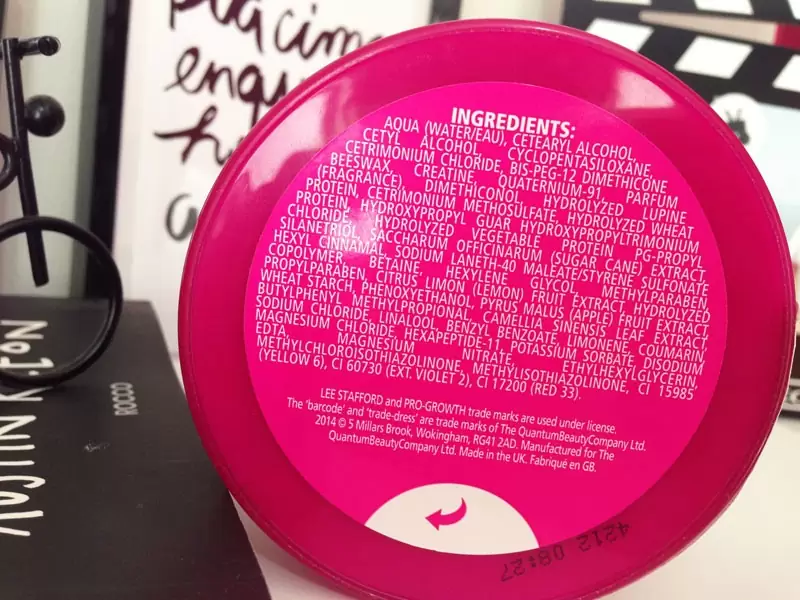 placim
enqu
h
No1.
ROCCO
INGREDIENTS:
AQUA (WATER/EAU), CETEARYL ALCOHOL,
CETYL ALCOHOL, CYCLOPENTASILOXANE,
CETRIMONIUM CHLORIDE, BIS-PEG-12 DIMETHICONE
BEESWAX, CREATINE, QUATERNIUM-91, PARFUM
(FRAGRANCE), DIMETHICONOL, HYDROLYZED LUPINE
PROTEIN, CETRIMONIUM METHOSULFATE, HYDROLYZED WHEAT
PROTEIN, HYDROXYPROPYL GUAR HYDROXYPROPYLTRIMONIUM
CHLORIDE, HYDROLYZED VEGETABLE PROTEIN PG-PROPYL
SILANETRIOL, SACCHARUM OFFICINARUM (SUGAR CANE) EXTRACT,
HEXYL CINNAMAL, SODIUM LANETH-40 MALEATE/STYRENE SULFONATE
COPOLYMER, BETAINE, HEXYLENE GLYCOL, METHYLPARABEN,
PROPYLPARABEN, CITRUS LIMON (LEMON) FRUIT EXTRACT, HYDROLYZED
WHEAT STARCH, PHENOXYETHANOL, PYRUS MALUS (APPLE) FRUIT EXTRACT,
BUTYLPHENYL METHYLPROPIONAL, CAMELLIA SINENSIS LEAF EXTRACT,
SODIUM CHLORIDE, LINALOOL, BENZYL BENZOATE, LIMONENE, COUMARIN,
MAGNESIUM CHLORIDE, HEXAPEPTIDE-11, POTASSIUM SORBATE, DISODIUM
EDTA, MAGNESIUM NITRATE, ETHYLHEXYLGLYCERIN,
METHYLCHLOROISOTHIAZOLINONE, METHYLISOTHIAZOLINONE, CI 15985
(YELLOW 6), CI 60730 (EXT. VIOLET 2), CI 17200 (RED 33).
LEE STAFFORD and PRO-GROWTH trade marks are used under license.
The 'barcode' and 'trade-dress' are trade marks of The QuantumBeautyCompany Ltd.
2014 © 5 Millars Brook, Wokingham, RG41 2AD. Manufactured for The
QuantumBeautyCompany Ltd. Made in the UK. Fabriqué en GB.
4212 08:27